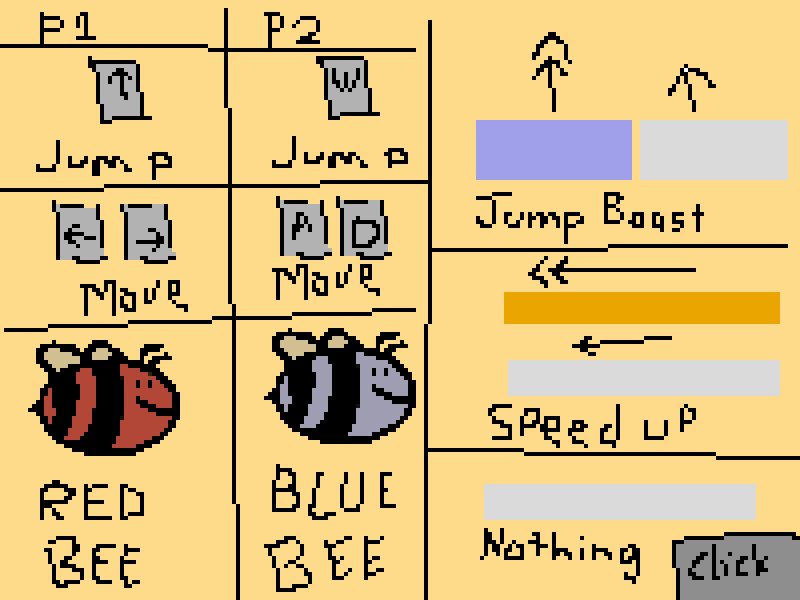 P1
P2
↑
W
Jump
Jump
← →
A D
Move
Move
RED
BEE
BLUE
BEE
Jump Boost
Speed up
Nothing
Click